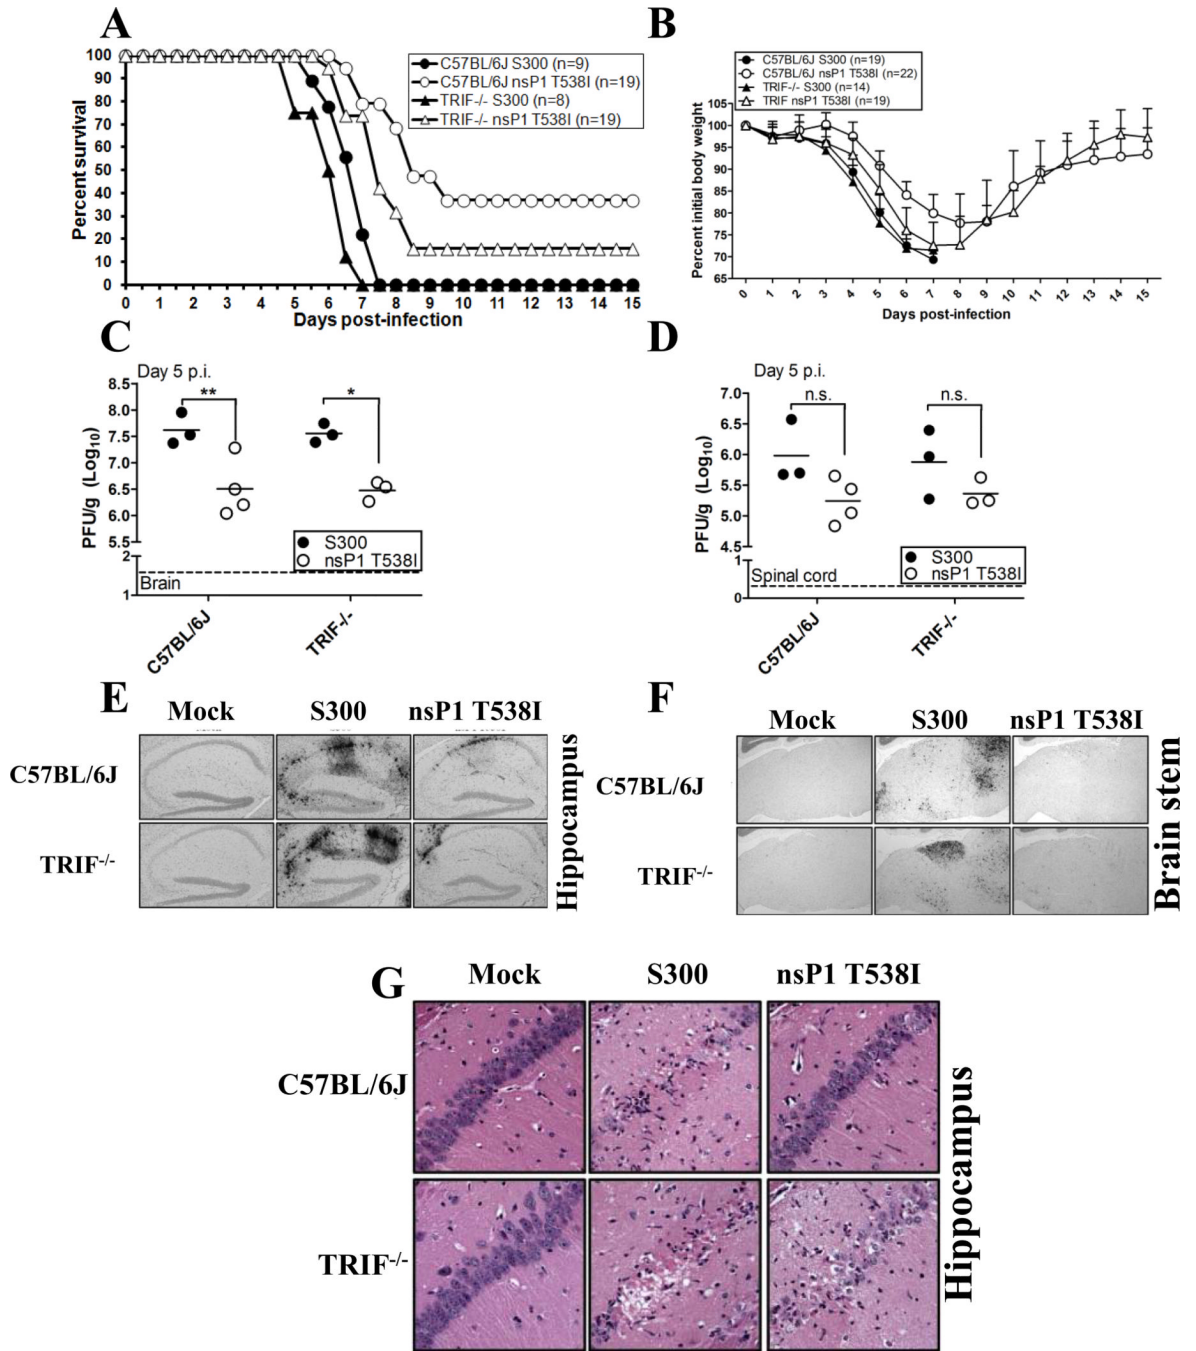 A
Percent survival
100
90
80
70
60
50
40
30
20
10
0
0 1 2 3 4 5 6 7 8 9 10 11 12 13 14 15
Days post-infection
C57BL/6J S300 (n=9)
C57BL/6J nsP1 T538I (n=19)
TRIF-/- S300 (n=8)
TRIF-/- nsP1 T538I (n=19)
B
C57BL/6J S300 (n=19)
C57BL/6J nsP1 T538I (n=22)
TRIF-/- S300 (n=14)
TRIF nsP1 T538I (n=19)
Percent initial body weight
105
100
95
90
85
80
75
70
65
0 1 2 3 4 5 6 7 8 9 10 11 12 13 14 15
Days post-infection
C
Day 5 p.i.
PFU/g (Log10)
8.5
8.0
7.5
7.0
6.5
6.0
5.5
2
1
** *
S300
nsP1 T538I
Brain
C57BL/6J TRIF-/-
D
Day 5 p.i.
PFU/g (Log10)
7.0
6.5
6.0
5.5
5.0
4.5
1
0
n.s. n.s.
S300
nsP1 T538I
Spinal cord
C57BL/6J TRIF-/-
E
Mock S300 nsP1 T538I
C57BL/6J
TRIF-/-
Hippocampus
F
Mock S300 nsP1 T538I
C57BL/6J
TRIF-/-
Brain stem
G
Mock S300 nsP1 T538I
C57BL/6J
TRIF-/-
Hippocampus